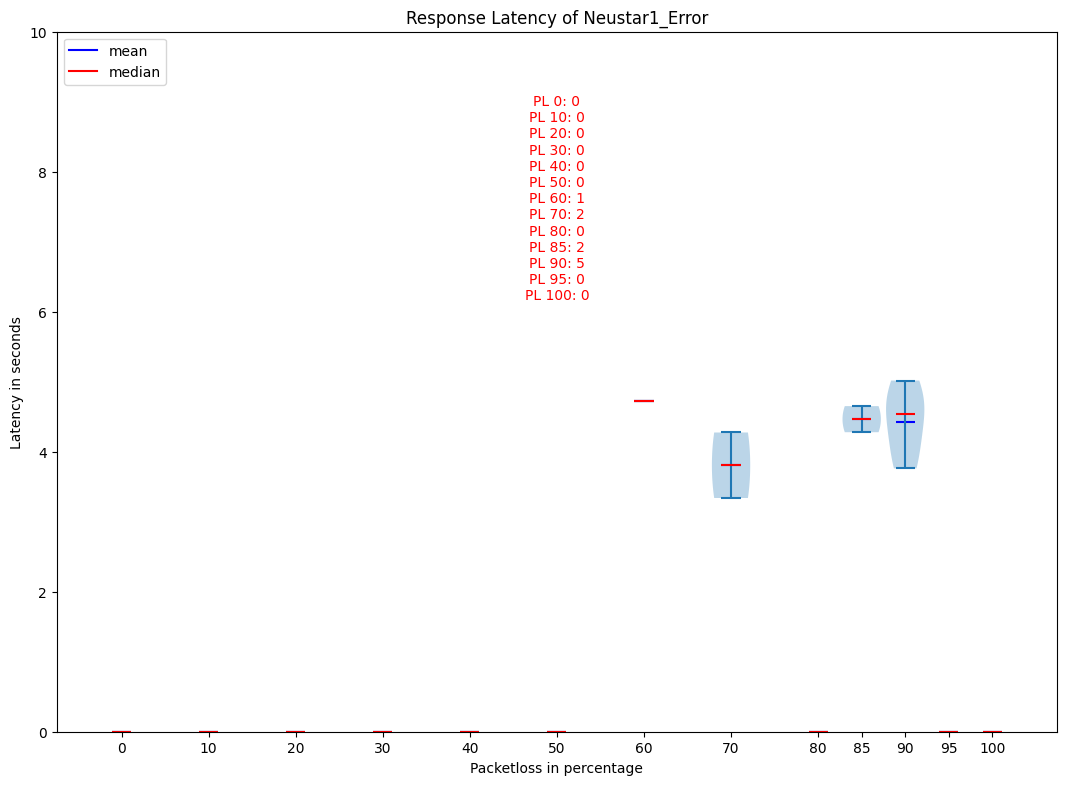 Response Latency of Neustar1_Error
10
mean
median
PL 0: 0
PL 10: 0
PL 20: 0
8
PL 30: 0
PL 40: 0
PL 50: 0
PL 60: 1
PL 70: 2
PL 80: 0
PL 85: 2
PL 90: 5
PL 95: 0
PL 100: 0
6
Latency in seconds
4
2
0
0 10 20 30 40 50 60 70 80 85 90 95 100
Packetloss in percentage